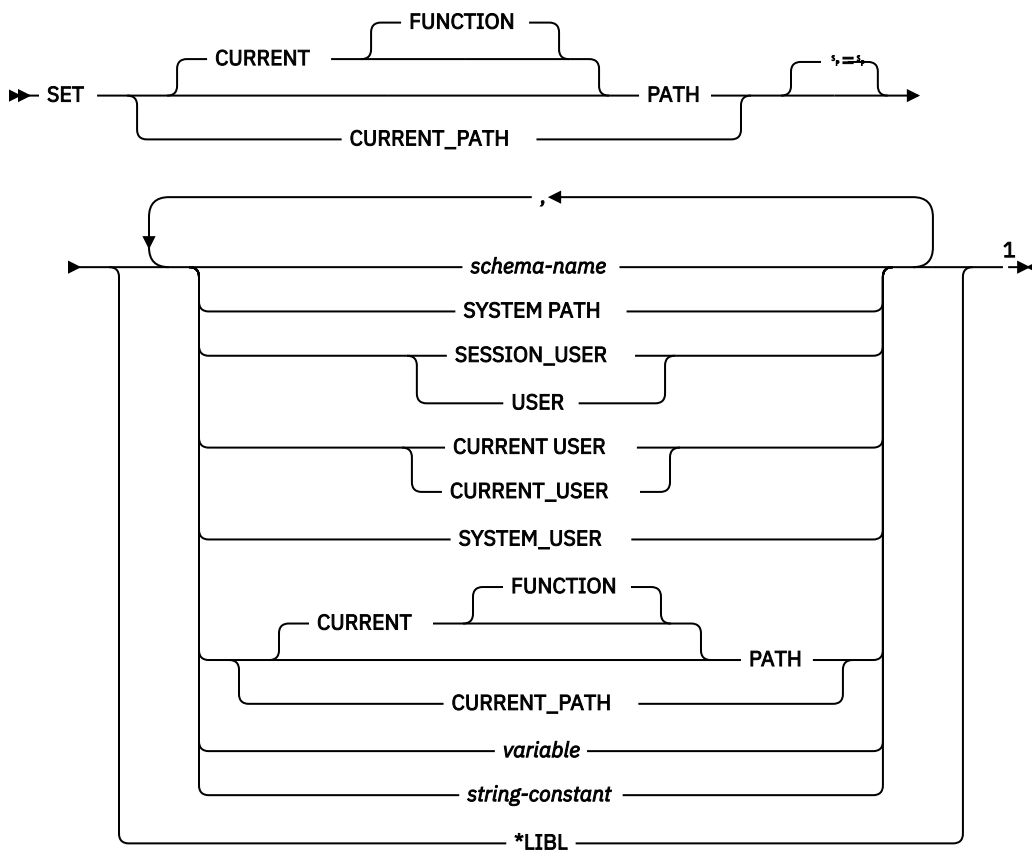 FUNCTION
CURRENT
=
SET PATH
CURRENT_PATH
,
1
schema-name
SYSTEM PATH
SESSION_USER
USER
CURRENT USER
CURRENT_USER
SYSTEM_USER
FUNCTION
CURRENT
PATH
CURRENT_PATH
variable
string-constant
*LIBL